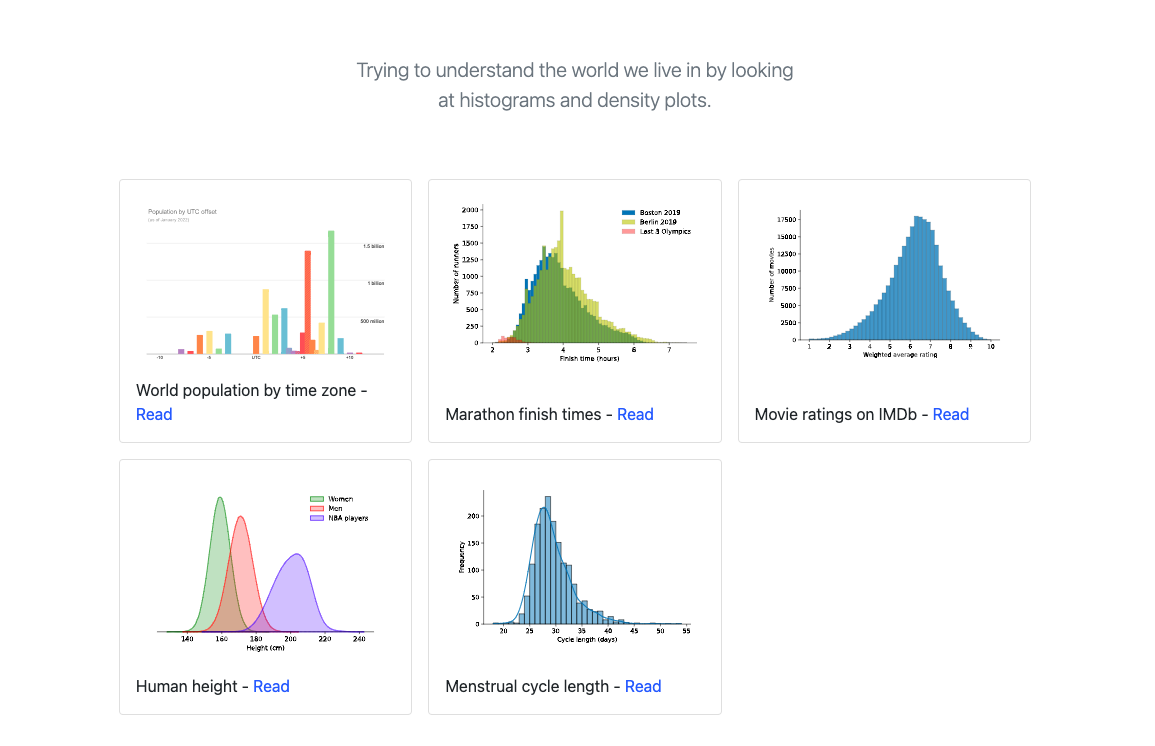 Trying to understand the world we live in by looking
at histograms and density plots.
Population by UTC offset
(as of January 2022)
1.5 billion
1 billion
500 million
-10 -5 UTC +5 +10
World population by time zone -
Read
Boston 2019
Berlin 2019
Last 3 Olympics
Number of runners
2000
1750
1500
1250
1000
750
500
250
0
2 3 4 5 6 7
Finish time (hours)
Marathon finish times - Read
Number of movies
17500
15000
12500
10000
7500
5000
2500
0
1 2 3 4 5 6 7 8 9 10
Weighted average rating
Movie ratings on IMDb - Read
Women
Men
NBA players
140 160 180 200 220 240
Height (cm)
Human height - Read
Frequency
200
150
100
50
0
20 25 30 35 40 45 50 55
Cycle length (days)
Menstrual cycle length - Read